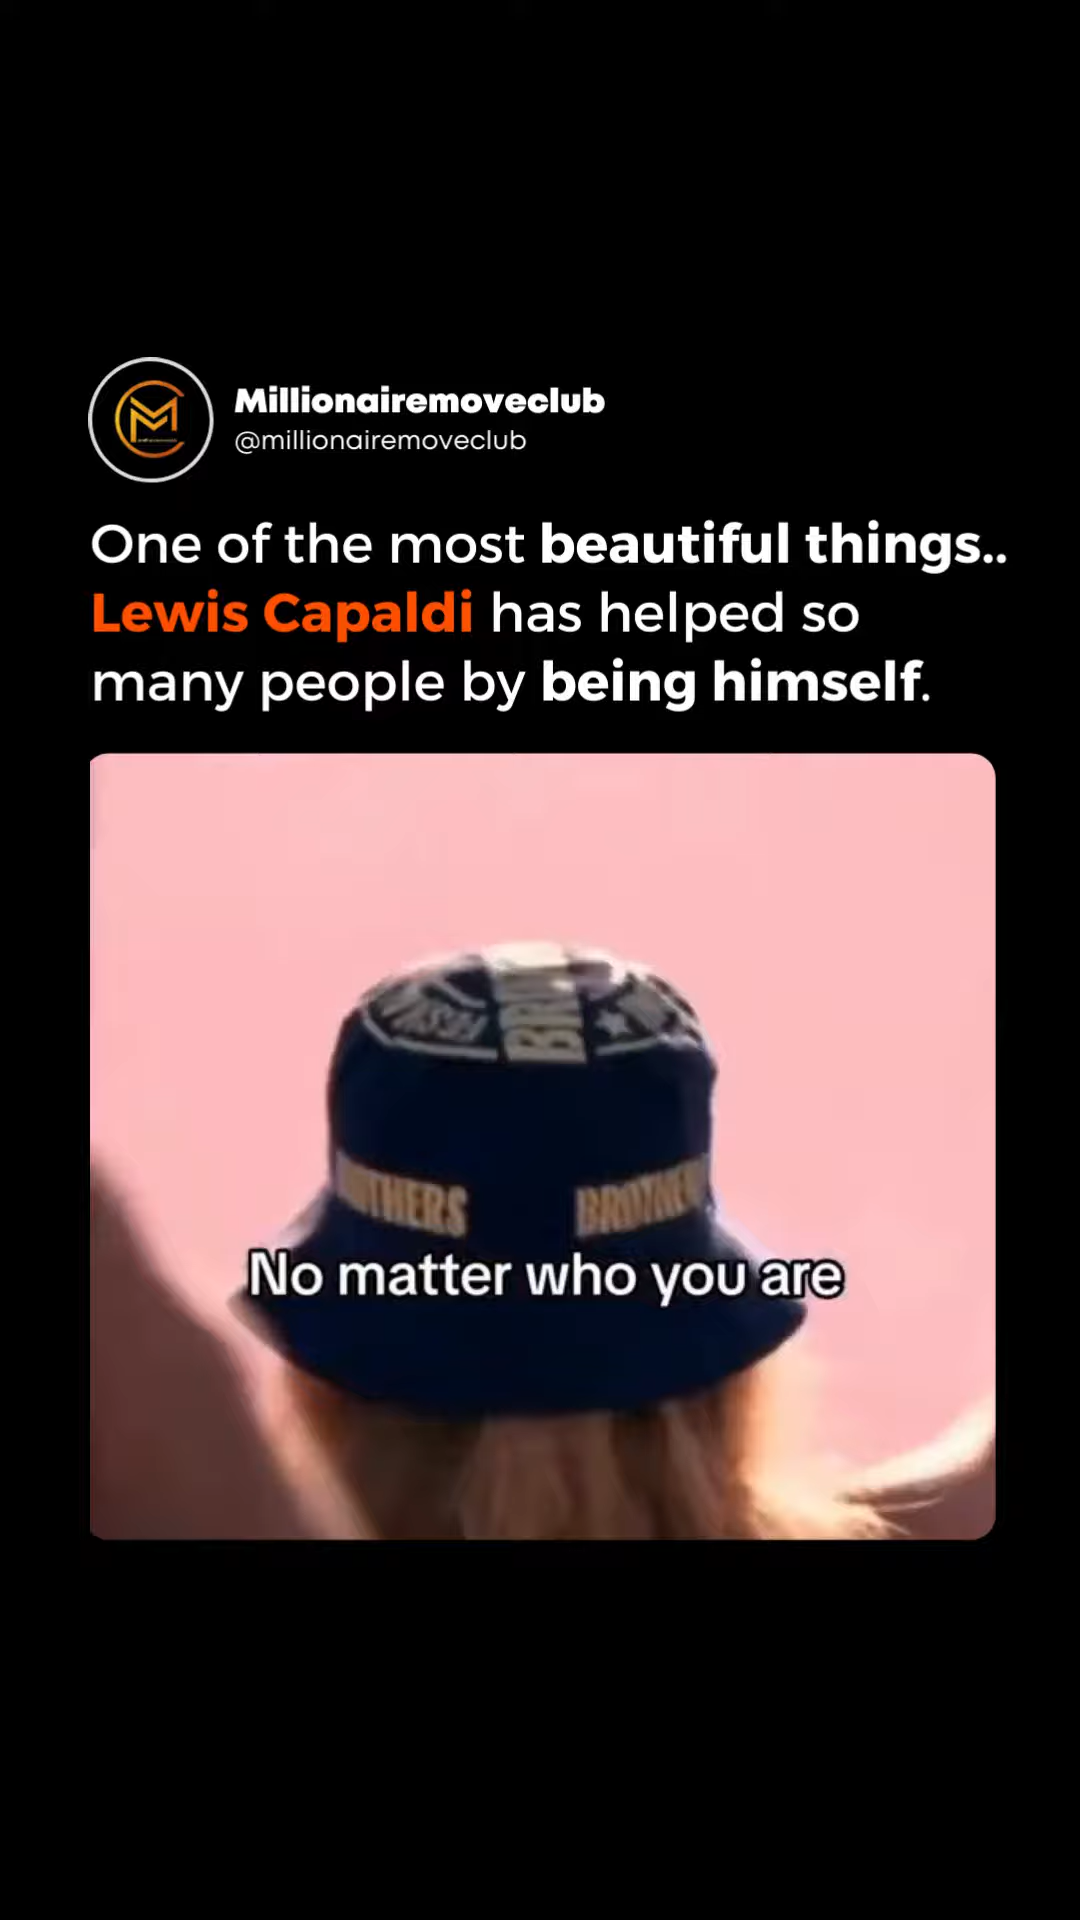 Millionairemoveclub
@millionairemoveclub
One of the most beautiful things..
Lewis Capaldi has helped so
many people by being himself.
BROTHERS
No matter who you are